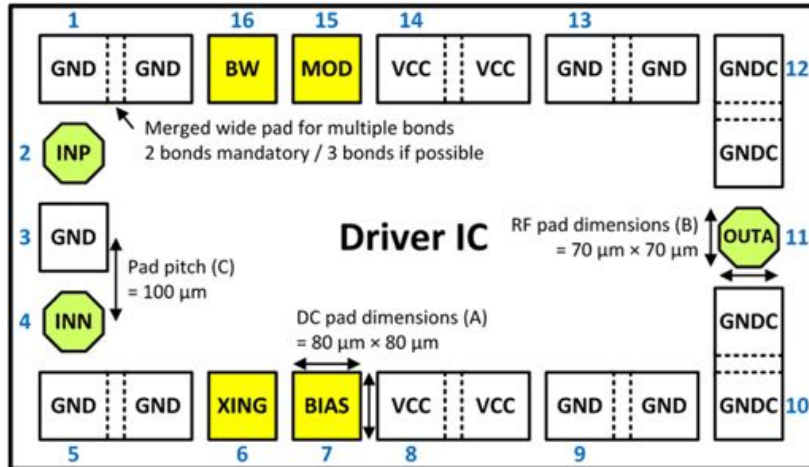 1 16 15 14 13
GND GND BW MOD VCC VCC GND GND GNDC 12
Merged wide pad for multiple bonds
2 bonds mandatory / 3 bonds if possible
2 INP
GNDC
3 GND
Driver IC
RF pad dimensions (B)
= 70 µm × 70 µm
OUTA 11
Pad pitch (C)
= 100 µm
4 INN
DC pad dimensions (A)
= 80 µm × 80 µm
GNDC
GND GND XING BIAS VCC VCC GND GND GNDC 10
5 6 7 8 9